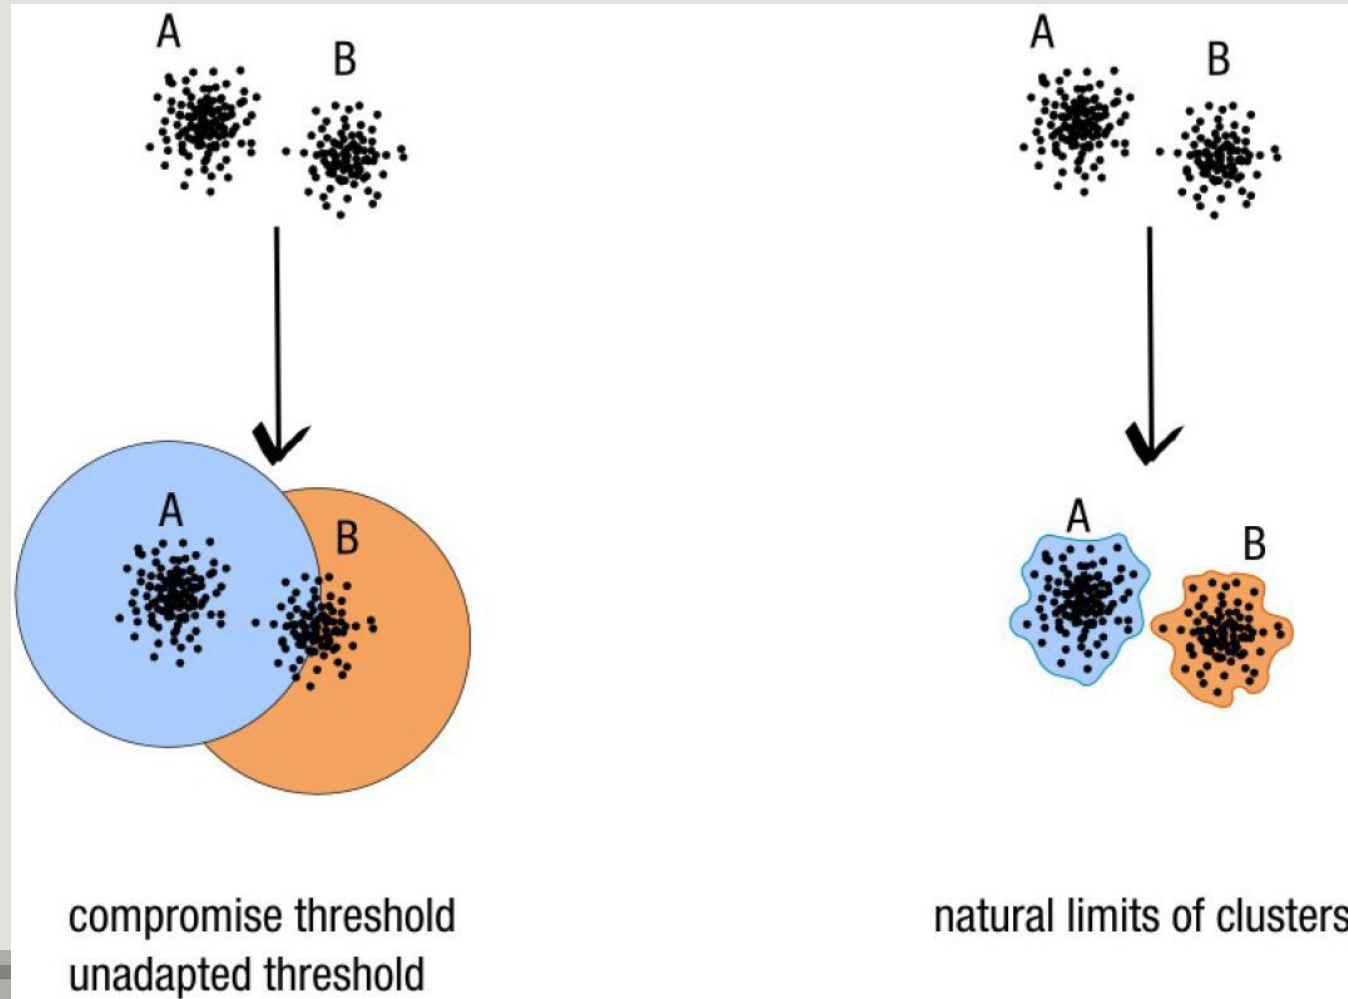 A
B
A
B
A
B
A
B
compromise threshold
unadapted threshold
natural limits of clusters